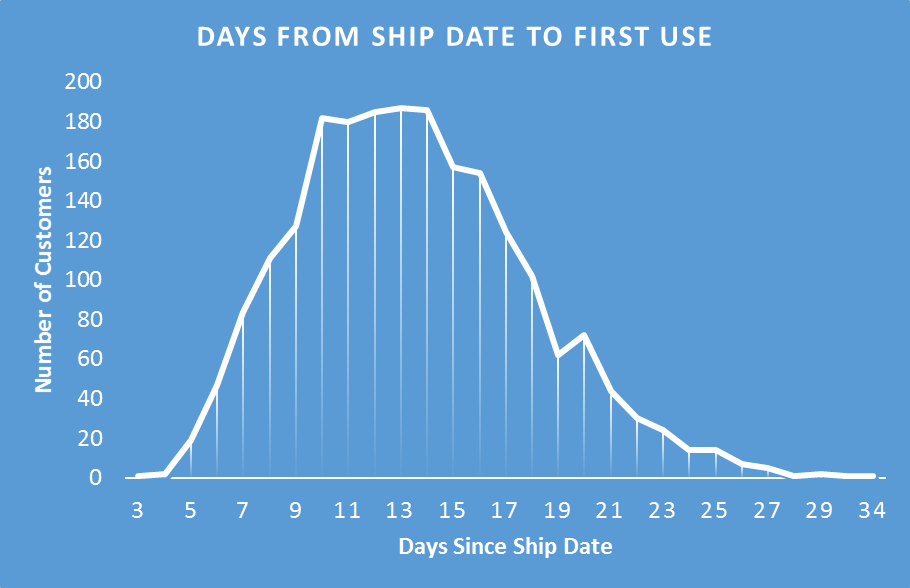 DAYS FROM SHIP DATE TO FIRST USE
200
180
160
140
120
100
80
60
40
20
0
Number of Customers
3 5 7 9 11 13 15 17 19 21 23 25 27 29 34
Days Since Ship Date